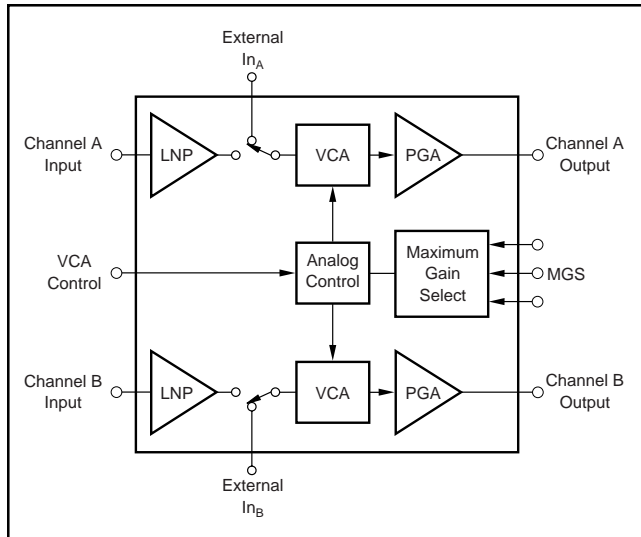 External
In_A
Channel A
Input
LNP
VCA
PGA
Channel A
Output
VCA
Control
Analog
Control
Maximum
Gain
Select
MGS
Channel B
Input
LNP
VCA
PGA
Channel B
Output
External
In_B